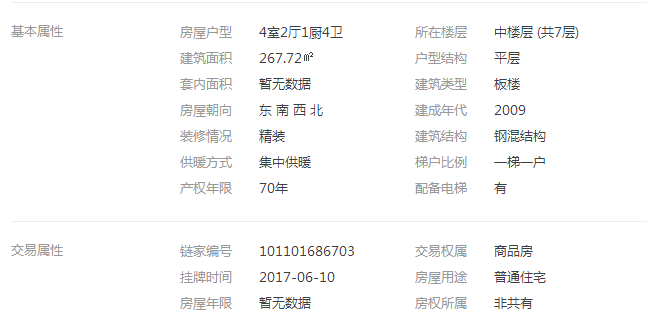 基本属性 房屋户型 4室2厅1厨4卫 所在楼层 中楼层 (共7层)
建筑面积 267.72㎡ 户型结构 平层
套内面积 暂无数据 建筑类型 板楼
房屋朝向 东 南 西 北 建成年代 2009
装修情况 精装 建筑结构 钢混结构
供暖方式 集中供暖 梯户比例 一梯一户
产权年限 70年 配备电梯 有
交易属性 链家编号 101101686703 交易权属 商品房
挂牌时间 2017-06-10 房屋用途 普通住宅
房屋年限 暂无数据 房权所属 非共有